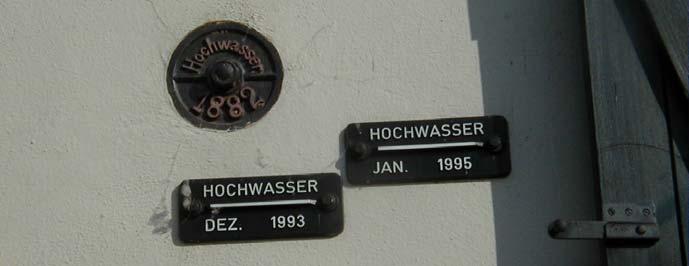 Hochwasser
1882
HOCHWASSER
JAN. 1995
HOCHWASSER
DEZ. 1993